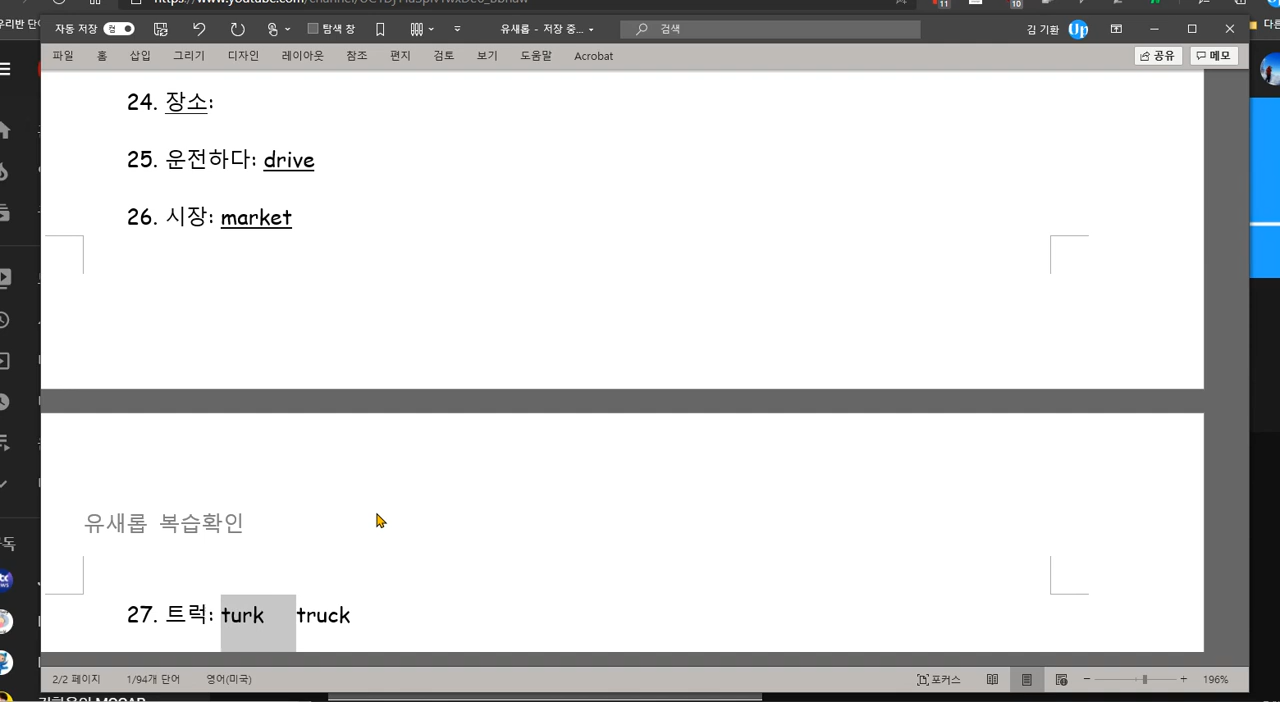 자동 저장 켬 탐색 창 유새롬 - 저장 중... 검색 김 기환 Up
파일 홈 삽입 그리기 디자인 레이아웃 참조 편지 검토 보기 도움말 Acrobat 공유 메모
24. 장소:
25. 운전하다: drive
26. 시장: market
유새롬 복습확인
27. 트럭: turk truck
2/2 페이지 1/94개 단어 영어(미국) 포커스 196%